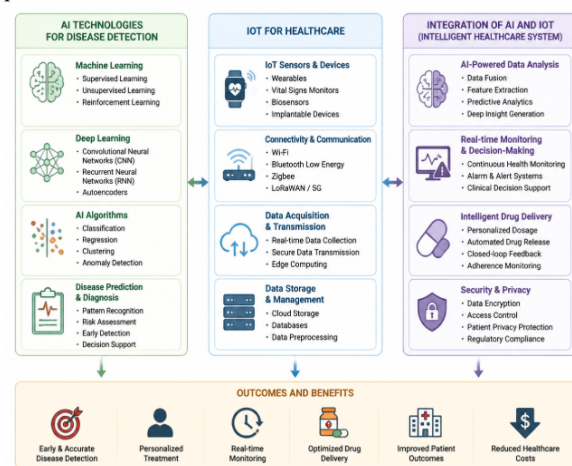 AI TECHNOLOGIES
FOR DISEASE DETECTION
Machine Learning
• Supervised Learning
• Unsupervised Learning
• Reinforcement Learning
Deep Learning
• Convolutional Neural
Networks (CNN)
• Recurrent Neural
Networks (RNN)
• Autoencoders
AI Algorithms
• Classification
• Regression
• Clustering
• Anomaly Detection
Disease Prediction
& Diagnosis
• Pattern Recognition
• Risk Assessment
• Early Detection
• Decision Support
IOT FOR HEALTHCARE
IoT Sensors & Devices
• Wearables
• Vital Signs Monitors
• Biosensors
• Implantable Devices
Connectivity & Communication
• Wi-Fi
• Bluetooth Low Energy
• Zigbee
• LoRaWAN / 5G
Data Acquisition
& Transmission
• Real-time Data Collection
• Secure Data Transmission
• Edge Computing
Data Storage
& Management
• Cloud Storage
• Databases
• Data Preprocessing
INTEGRATION OF AI AND IOT
(INTELLIGENT HEALTHCARE SYSTEM)
AI-Powered Data Analysis
• Data Fusion
• Feature Extraction
• Predictive Analytics
• Deep Insight Generation
Real-time Monitoring
& Decision-Making
• Continuous Health Monitoring
• Alarm & Alert Systems
• Clinical Decision Support
Intelligent Drug Delivery
• Personalized Dosage
• Automated Drug Release
• Closed-loop Feedback
• Adherence Monitoring
Security & Privacy
• Data Encryption
• Access Control
• Patient Privacy Protection
• Regulatory Compliance
OUTCOMES AND BENEFITS
Early & Accurate
Disease Detection
Personalized
Treatment
Real-time
Monitoring
Optimized Drug
Delivery
Improved Patient
Outcomes
Reduced Healthcare
Costs